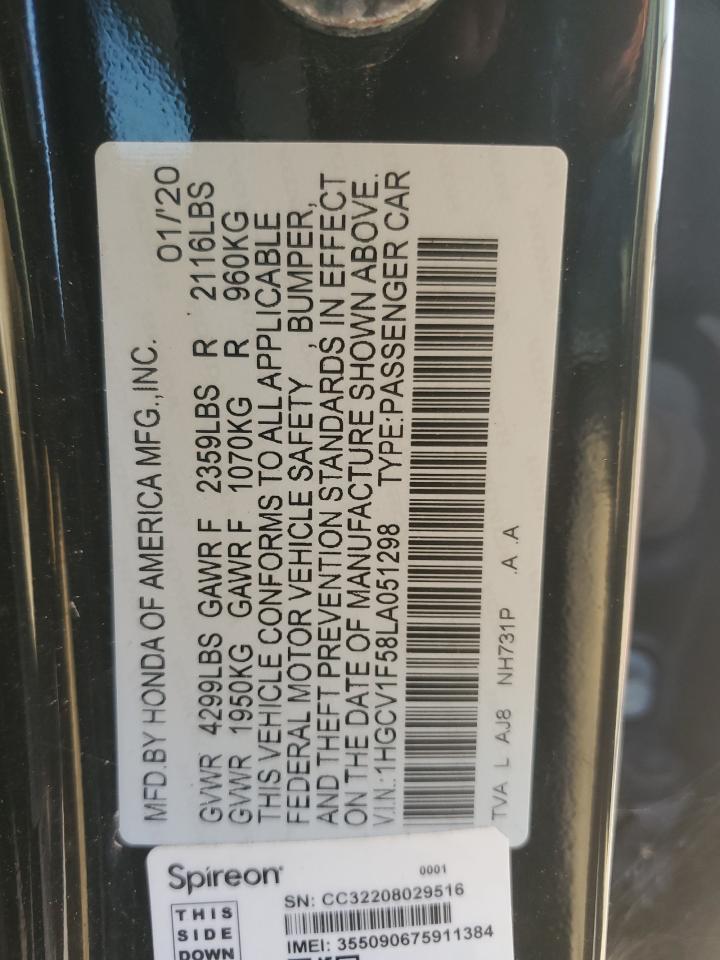 MFD.BY HONDA OF AMERICA MFG.,INC. 01/'20
GVWR 4299LBS GAWR F 2359LBS R 2116LBS
GVWR 1950KG GAWR F 1070KG R 960KG
THIS VEHICLE CONFORMS TO ALL APPLICABLE
FEDERAL MOTOR VEHICLE SAFETY , BUMPER,
AND THEFT PREVENTION STANDARDS IN EFFECT
ON THE DATE OF MANUFACTURE SHOWN ABOVE.
V.I.N.:1HGCV1F58LA051298 TYPE:PASSENGER CAR
TVA L AJ8 NH731P .A .A
Spireon
0001
THIS
SIDE
DOWN
SN: CC32208029516
IMEI: 355090675911384